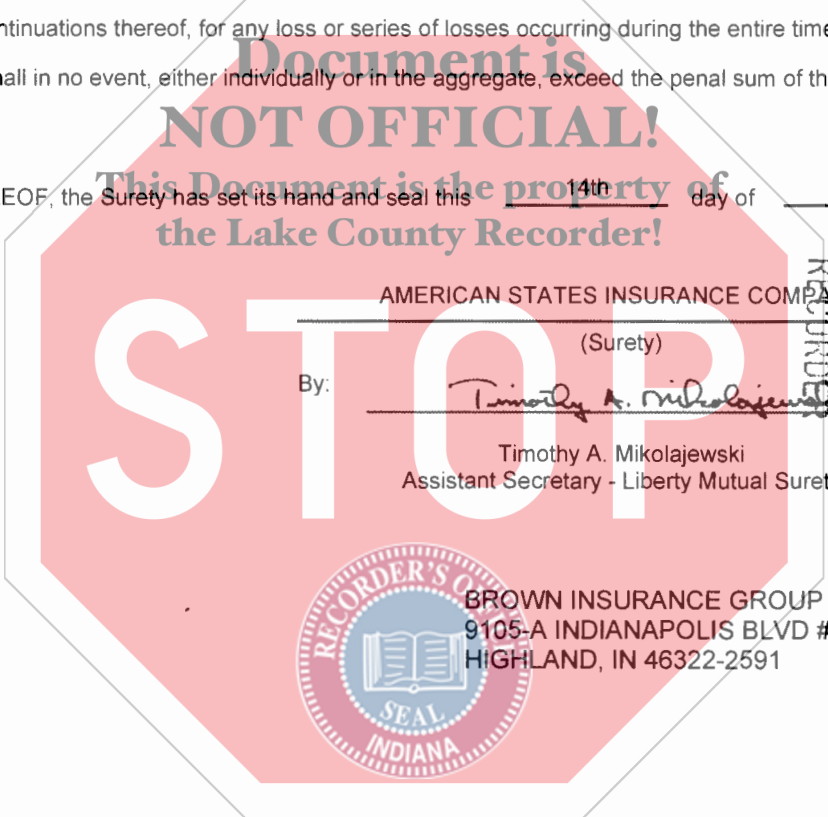 ntinuations thereof, for any loss or series of losses occurring during the entire time
Document is
all in no event, either individually or in the aggregate, exceed the penal sum of th
NOT OFFICIAL!
EOF, the Surety has set its hand and seal this 14th day of
This Document is the property of
the Lake County Recorder!
AMERICAN STATES INSURANCE COMPA
RECORDER
(Surety)
By: Timothy A. Mikolajews
Timothy A. Mikolajewski
Assistant Secretary - Liberty Mutual Suret
STOP
BROWN INSURANCE GROUP
9105-A INDIANAPOLIS BLVD #
HIGHLAND, IN 46322-2591
RECORDER'S O
SEAL
INDIANA